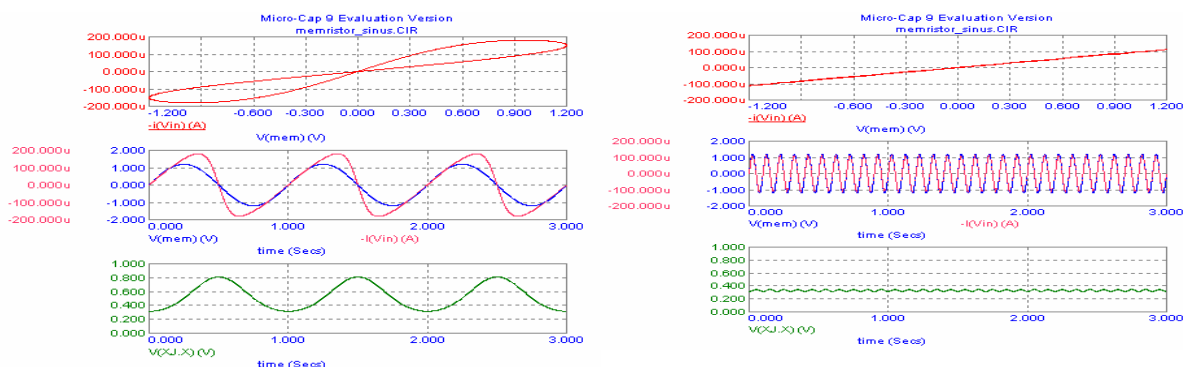 Micro-Cap 9 Evaluation Version
memristor_sinus.CIR
200.000u
100.000u
0.000u
-100.000u
-200.000u
-1.200 -0.600 -0.300 0.000 0.300 0.600 0.900 1.200
-i(Vin) (A)
V(mem) (V)
200.000u 2.000
100.000u 1.000
0.000u 0.000
-100.000u -1.000
-200.000u -2.000
0.000 1.000 2.000 3.000
V(mem) (V) -I(Vin) (A)
time (Secs)
1.000
0.800
0.600
0.400
0.200
0.000
0.000 1.000 2.000 3.000
V(XJ.X) (V)
time (Secs)
Micro-Cap 9 Evaluation Version
memristor_sinus.CIR
200.000u
100.000u
0.000u
-100.000u
-200.000u
-1.200 -0.600 -0.300 0.000 0.300 0.600 0.900 1.200
-i(Vin) (A)
V(mem) (V)
200.000u 2.000
100.000u 1.000
0.000u 0.000
-100.000u -1.000
-200.000u -2.000
0.000 1.000 2.000 3.000
V(mem) (V) -I(Vin) (A)
time (Secs)
1.000
0.800
0.600
0.400
0.200
0.000
0.000 1.000 2.000 3.000
V(XJ.X) (V)
time (Secs)